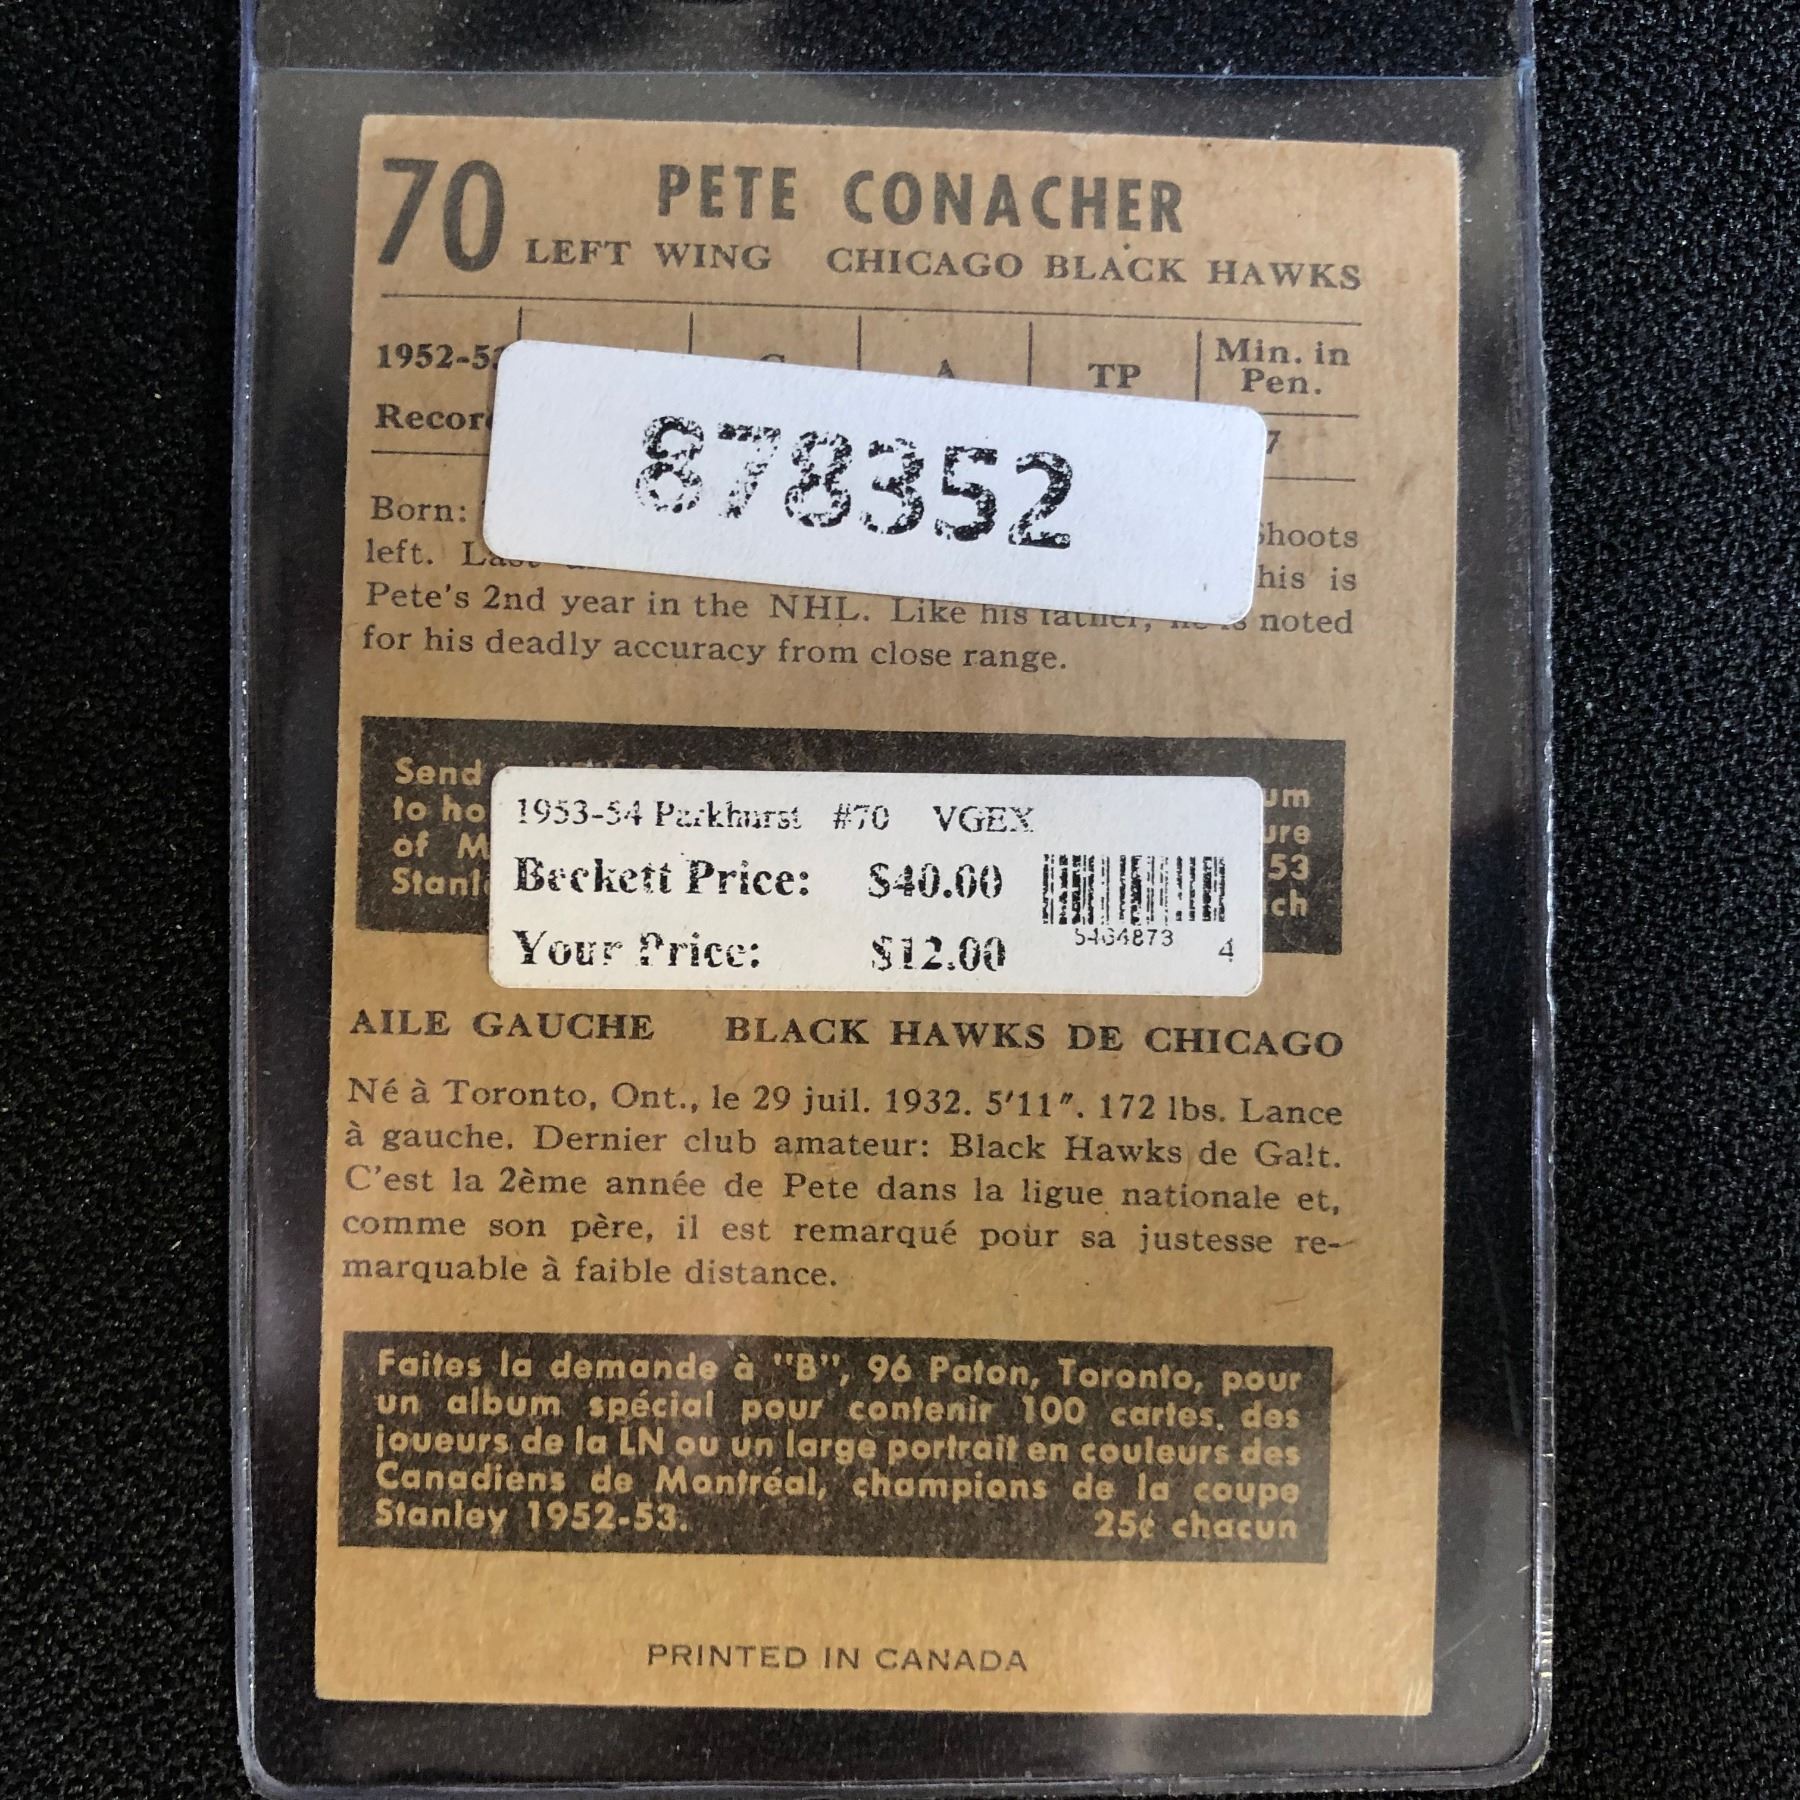 70 PETE CONACHER
LEFT WING CHICAGO BLACK HAWKS
1952-53 G A TP Min. in Pen.
Record 7
878352
Born: Shoots
left. Last his is
Pete's 2nd year in the NHL. Like his father, he is noted
for his deadly accuracy from close range.
Send um
to ho ure
of M 53
Stanl ch
1953-54 Parkhurst #70 VGEX
Beckett Price: $40.00
Your Price: $12.00
5464873 4
AILE GAUCHE BLACK HAWKS DE CHICAGO
Né à Toronto, Ont., le 29 juil. 1932. 5'11". 172 lbs. Lance
à gauche. Dernier club amateur: Black Hawks de Galt.
C'est la 2ème année de Pete dans la ligue nationale et,
comme son père, il est remarqué pour sa justesse re-
marquable à faible distance.
Faites la demande à "B", 96 Paton, Toronto, pour
un album spécial pour contenir 100 cartes, des
joueurs de la LN ou un large portrait en couleurs des
Canadiens de Montréal, champions de la coupe
Stanley 1952-53. 25¢ chacun
PRINTED IN CANADA